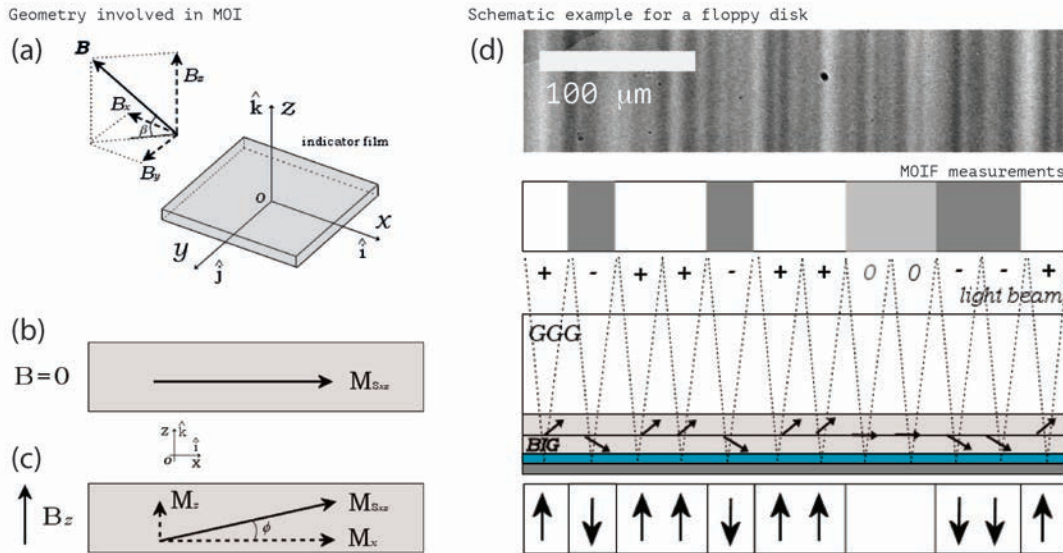 Geometry involved in MOI
Schematic example for a floppy disk
(a)
B
B_z
B_x
β
B_y
k̂ z
indicator film
o
x
î
y
ĵ
(b)
B=0
M_Sxz
z k̂
o î
x
(c)
B_z
M_z
M_Sxz
ϕ
M_x
(d)
100 μm
MOIF measurements
+ - + + - + + 0 0 - - +
light beam
GGG
BIG